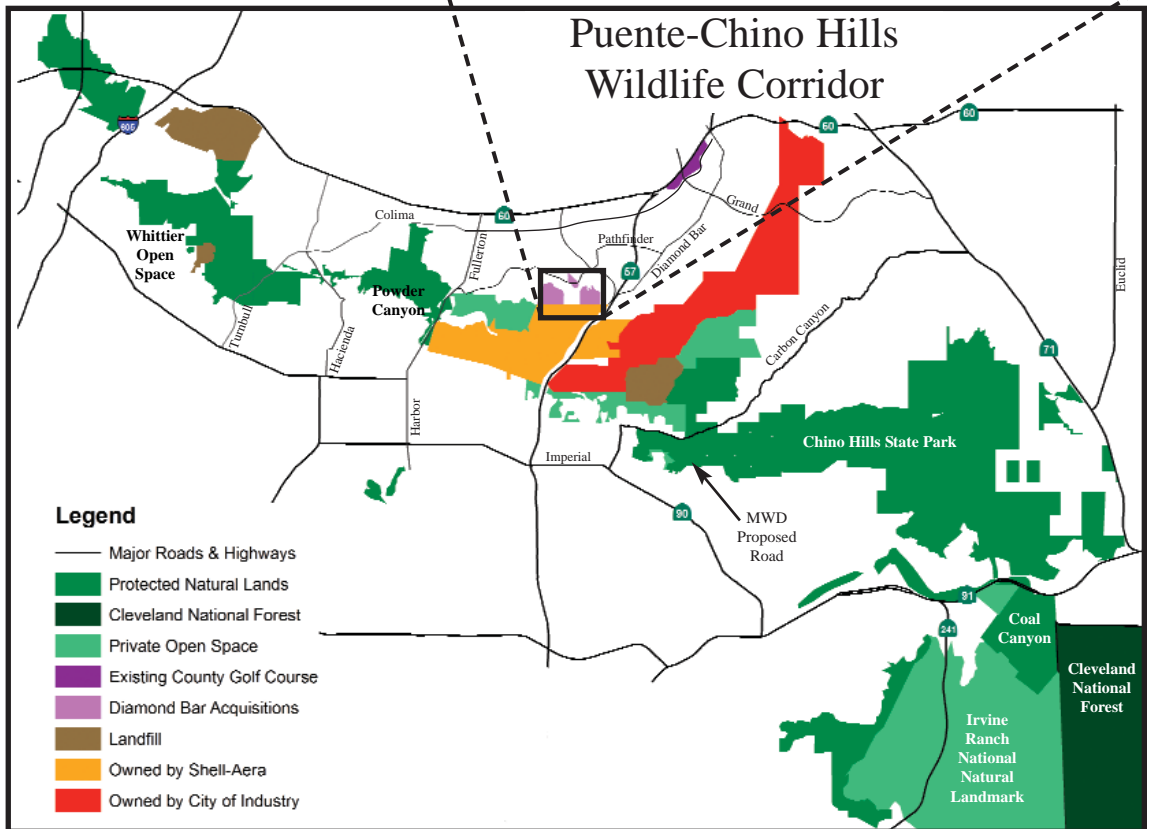 Puente-Chino Hills
Wildlife Corridor
605
60
60
60
Grand
Colima
Fullerton
Pathfinder
Diamond Bar
57
Whittier
Open
Space
Powder
Canyon
Turnbull
Hacienda
Harbor
Carbon Canyon
Euclid
71
Chino Hills State Park
Imperial
90
MWD
Proposed
Road
91
241
Coal
Canyon
Cleveland
National
Forest
Irvine
Ranch
National
Natural
Landmark
Legend
Major Roads & Highways
Protected Natural Lands
Cleveland National Forest
Private Open Space
Existing County Golf Course
Diamond Bar Acquisitions
Landfill
Owned by Shell-Aera
Owned by City of Industry